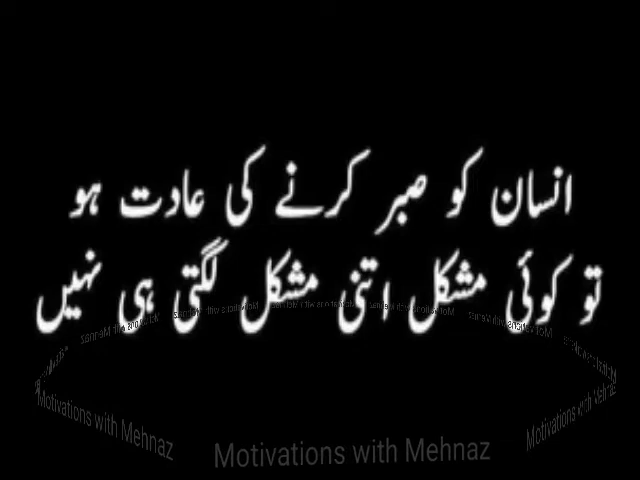 انسان کو صبر کرنے کی عادت ہو
تو کوئی مشکل اتنی مشکل لگتی ہی نہیں
Motivations with Mehnaz
Motivations with Mehnaz
Motivations with Mehnaz